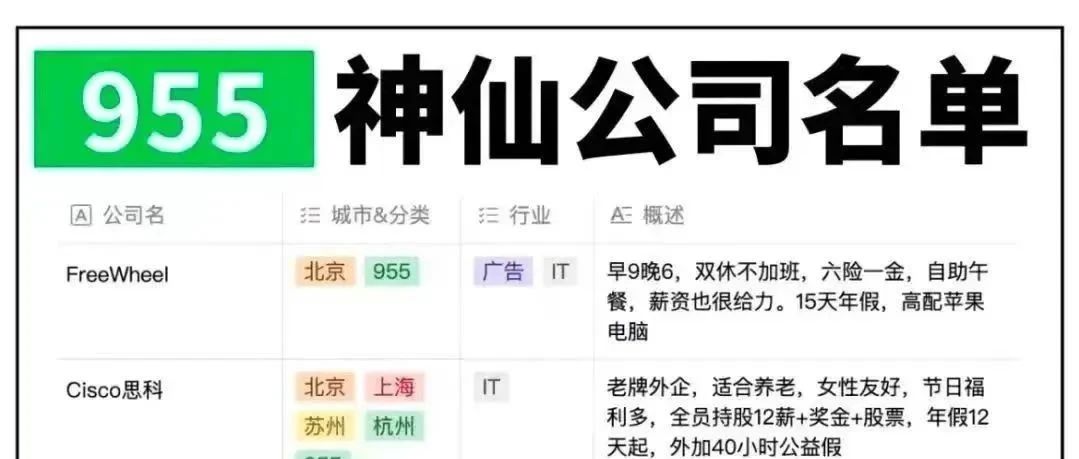 955 神仙公司名单
公司名 城市&分类 行业 概述
FreeWheel 北京 955 广告 IT 早9晚6，双休不加班，六险一金，自助午
餐，薪资也很给力。15天年假，高配苹果
电脑
Cisco思科 北京 上海 IT 老牌外企，适合养老，女性友好，节日福
苏州 杭州 利多，全员持股12薪+奖金+股票，年假12
天起，外加40小时公益假